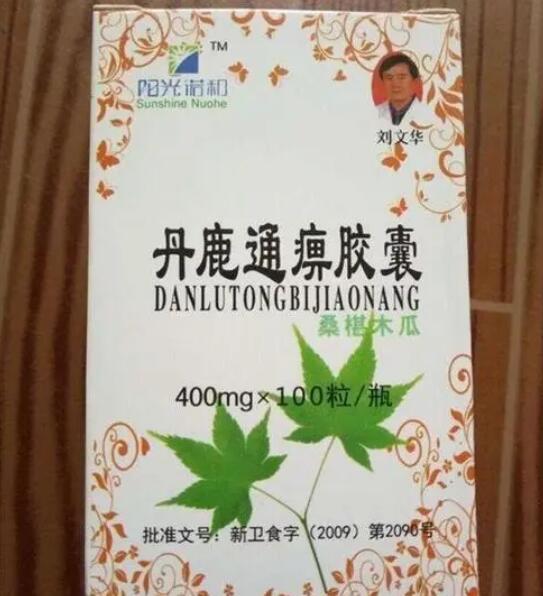 TM
阳光诺和
Sunshine Nuohe
刘文华
丹鹿通痹胶囊
DANLUTONGBIJIAONANG
桑椹木瓜
400mg×100粒/瓶
批准文号：新卫食字（2009）第2090号